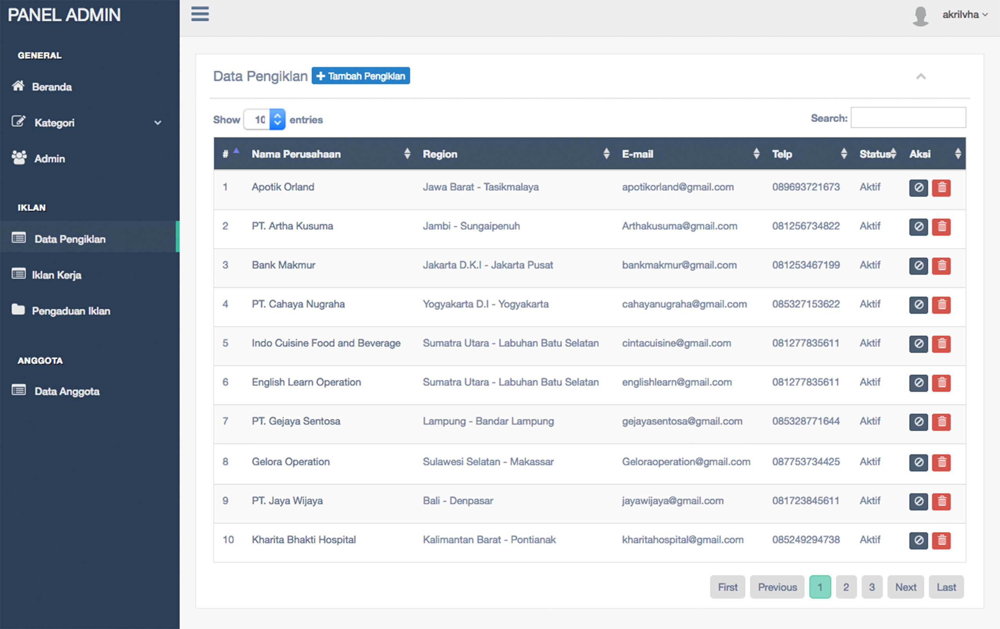 PANEL ADMIN
akrilvha
GENERAL
Beranda
Kategori
Admin
IKLAN
Data Pengiklan
Iklan Kerja
Pengaduan Iklan
ANGGOTA
Data Anggota
Data Pengiklan + Tambah Pengiklan
Show 10 entries Search:
# Nama Perusahaan Region E-mail Telp Status Aksi
1 Apotik Orland Jawa Barat - Tasikmalaya apotikorland@gmail.com 089693721673 Aktif
2 PT. Artha Kusuma Jambi - Sungaipenuh Arthakusuma@gmail.com 081256734822 Aktif
3 Bank Makmur Jakarta D.K.I - Jakarta Pusat bankmakmur@gmail.com 081253467199 Aktif
4 PT. Cahaya Nugraha Yogyakarta D.I - Yogyakarta cahayanugraha@gmail.com 085327153622 Aktif
5 Indo Cuisine Food and Beverage Sumatra Utara - Labuhan Batu Selatan cintacuisine@gmail.com 081277835611 Aktif
6 English Learn Operation Sumatra Utara - Labuhan Batu Selatan englishlearn@gmail.com 081277835611 Aktif
7 PT. Gejaya Sentosa Lampung - Bandar Lampung gejayasentosa@gmail.com 085328771644 Aktif
8 Gelora Operation Sulawesi Selatan - Makassar Geloraoperation@gmail.com 087753734425 Aktif
9 PT. Jaya Wijaya Bali - Denpasar jayawijaya@gmail.com 081723845611 Aktif
10 Kharita Bhakti Hospital Kalimantan Barat - Pontianak kharitahospital@gmail.com 085249294738 Aktif
First Previous 1 2 3 Next Last